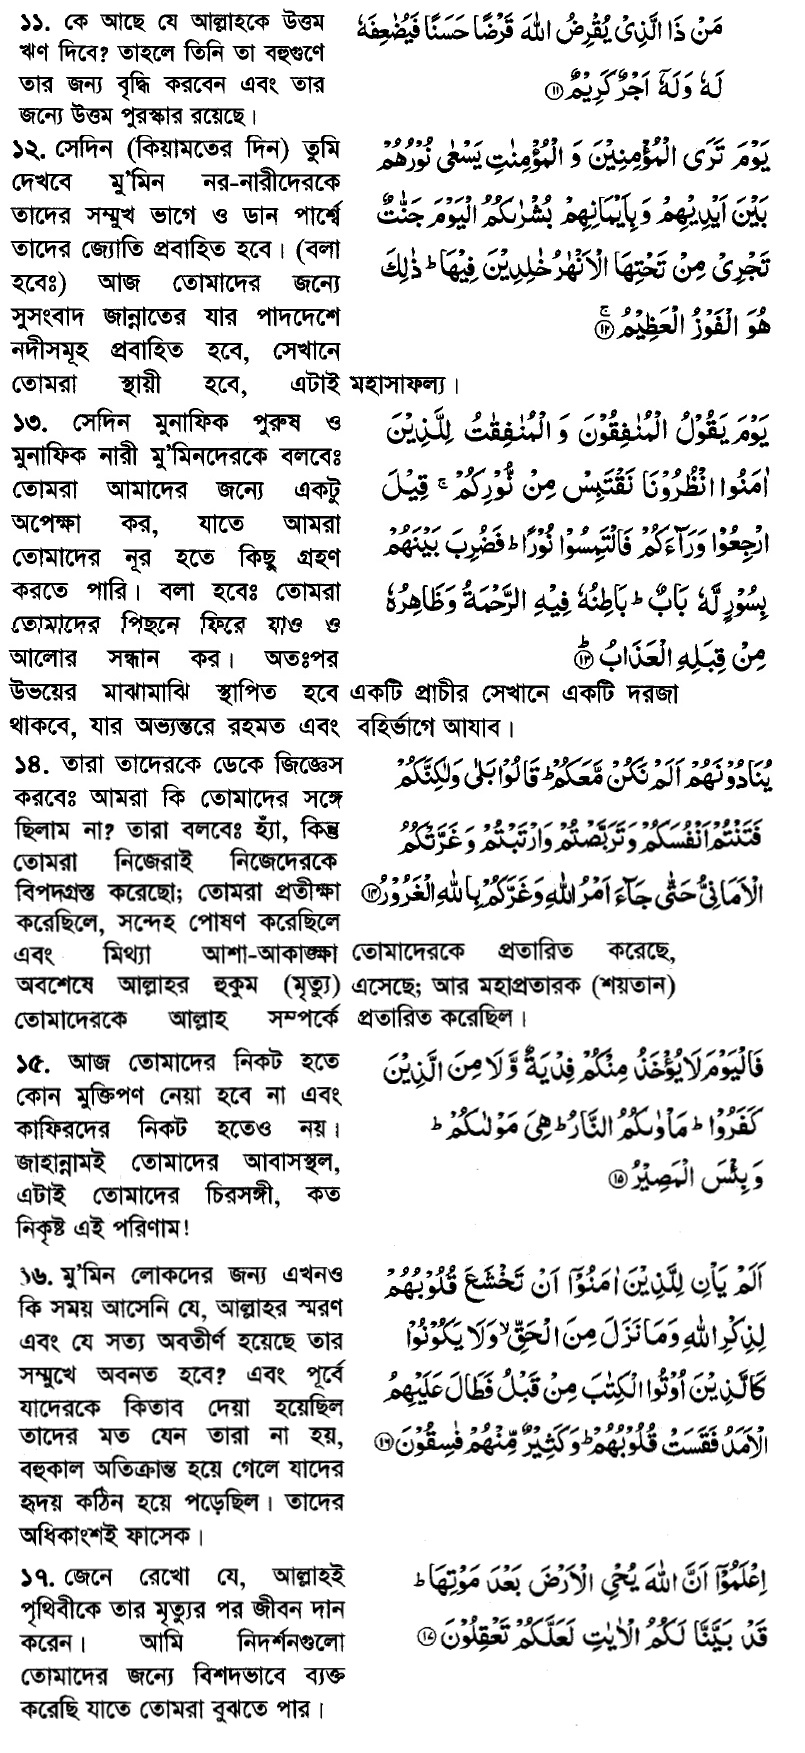 ১১. কে আছে যে আল্লাহকে উত্তম
ঋণ দিবে? তাহলে তিনি তা বহুগুণে
তার জন্য বৃদ্ধি করবেন এবং তার
জন্যে উত্তম পুরস্কার রয়েছে।
مَنْ ذَا الَّذِیْ یُقْرِضُ اللّٰهَ قَرْضًا حَسَنًا فَیُضٰعِفَهٗ
لَهٗ وَلَهٗۤ اَجْرٌ كَرِیْمٌ ۝۱۱
১২. সেদিন (কিয়ামতের দিন) তুমি
দেখবে মু’মিন নর-নারীদেরকে
তাদের সম্মুখ ভাগে ও ডান পার্শ্বে
তাদের জ্যোতি প্রবাহিত হবে। (বলা
হবেঃ) আজ তোমাদের জন্যে
সুসংবাদ জান্নাতের যার পাদদেশে
নদীসমূহ প্রবাহিত হবে, সেখানে
তোমরা স্থায়ী হবে, এটাই মহাসাফল্য।
یَوْمَ تَرَی الْمُؤْمِنِیْنَ وَ الْمُؤْمِنٰتِ یَسْعٰی نُوْرُهُمْ
بَیْنَ اَیْدِیْهِمْ وَبِاَیْمَانِهِمْ بُشْرٰىكُمُ الْیَوْمَ جَنّٰتٌ
تَجْرِیْ مِنْ تَحْتِهَا الْاَنْهٰرُ خٰلِدِیْنَ فِیْهَا ؕ ذٰلِكَ
هُوَ الْفَوْزُ الْعَظِیْمُ ۚ۝۱۲
১৩. সেদিন মুনাফিক পুরুষ ও
মুনাফিক নারী মু’মিনদেরকে বলবেঃ
তোমরা আমাদের জন্যে একটু
অপেক্ষা কর, যাতে আমরা
তোমাদের নূর হতে কিছু গ্রহণ
করতে পারি। বলা হবেঃ তোমরা
তোমাদের পিছনে ফিরে যাও ও
আলোর সন্ধান কর। অতঃপর
উভয়ের মাঝামাঝি স্থাপিত হবে একটি প্রাচীর সেখানে একটি দরজা
থাকবে, যার অভ্যন্তরে রহমত এবং বহির্ভাগে আযাব।
یَوْمَ یَقُوْلُ الْمُنٰفِقُوْنَ وَ الْمُنٰفِقٰتُ لِلَّذِیْنَ
اٰمَنُوا انْظُرُوْنَا نَقْتَبِسْ مِنْ نُّوْرِكُمْ ۚ قِیْلَ
ارْجِعُوْا وَرَآءَكُمْ فَالْتَمِسُوْا نُوْرًا ؕ فَضُرِبَ بَیْنَهُمْ
بِسُوْرٍ لَّهٗ بَابٌ ؕ بَاطِنُهٗ فِیْهِ الرَّحْمَةُ وَظَاهِرُهٗ
مِنْ قِبَلِهِ الْعَذَابُ ؕ۝۱۳
১৪. তারা তাদেরকে ডেকে জিজ্ঞেস
করবেঃ আমরা কি তোমাদের সঙ্গে
ছিলাম না? তারা বলবেঃ হ্যাঁ, কিন্তু
তোমরা নিজেরাই নিজেদেরকে
বিপদগ্রস্ত করেছো; তোমরা প্রতীক্ষা
করেছিলে, সন্দেহ পোষণ করেছিলে
এবং মিথ্যা আশা-আকাঙ্ক্ষা তোমাদেরকে প্রতারিত করেছে,
অবশেষে আল্লাহর হুকুম (মৃত্যু) এসেছে; আর মহাপ্রতারক (শয়তান)
তোমাদেরকে আল্লাহ সম্পর্কে প্রতারিত করেছিল।
یُنَادُوْنَهُمْ اَلَمْ نَكُنْ مَّعَكُمْ ؕ قَالُوْا بَلٰی وَلٰكِنَّكُمْ
فَتَنْتُمْ اَنْفُسَكُمْ وَتَرَبَّصْتُمْ وَارْتَبْتُمْ وَغَرَّتْكُمُ
الْاَمَانِیُّ حَتّٰی جَآءَ اَمْرُ اللّٰهِ وَغَرَّكُمْ بِاللّٰهِ الْغَرُوْرُ ۝۱۴
১৫. আজ তোমাদের নিকট হতে
কোন মুক্তিপণ নেয়া হবে না এবং
কাফিরদের নিকট হতেও নয়।
জাহান্নামই তোমাদের আবাসস্থল,
এটাই তোমাদের চিরসঙ্গী, কত
নিকৃষ্ট এই পরিণাম!
فَالْیَوْمَ لَا یُؤْخَذُ مِنْكُمْ فِدْیَةٌ وَّلَا مِنَ الَّذِیْنَ
كَفَرُوْا ؕ مَاْوٰىكُمُ النَّارُ ؕ هِیَ مَوْلٰىكُمْ ؕ
وَبِئْسَ الْمَصِیْرُ ۝۱۵
১৬. মু’মিন লোকদের জন্য এখনও
কি সময় আসেনি যে, আল্লাহর স্মরণ
এবং যে সত্য অবতীর্ণ হয়েছে তার
সম্মুখে অবনত হবে? এবং পূর্বে
যাদেরকে কিতাব দেয়া হয়েছিল
তাদের মত যেন তারা না হয়,
বহুকাল অতিক্রান্ত হয়ে গেলে যাদের
হৃদয় কঠিন হয়ে পড়েছিল। তাদের
অধিকাংশই ফাসেক।
اَلَمْ یَاْنِ لِلَّذِیْنَ اٰمَنُوْۤا اَنْ تَخْشَعَ قُلُوْبُهُمْ
لِذِكْرِ اللّٰهِ وَمَا نَزَلَ مِنَ الْحَقِّ ۙ وَلَا یَكُوْنُوْا
كَالَّذِیْنَ اُوْتُوا الْكِتٰبَ مِنْ قَبْلُ فَطَالَ عَلَیْهِمُ
الْاَمَدُ فَقَسَتْ قُلُوْبُهُمْ ؕ وَكَثِیْرٌ مِّنْهُمْ فٰسِقُوْنَ ۝۱۶
১৭. জেনে রেখো যে, আল্লাহই
পৃথিবীকে তার মৃত্যুর পর জীবন দান
করেন। আমি নিদর্শনগুলো
তোমাদের জন্যে বিশদভাবে ব্যক্ত
করেছি যাতে তোমরা বুঝতে পার।
اِعْلَمُوْۤا اَنَّ اللّٰهَ یُحْیِ الْاَرْضَ بَعْدَ مَوْتِهَا ؕ
قَدْ بَیَّنَّا لَكُمُ الْاٰیٰتِ لَعَلَّكُمْ تَعْقِلُوْنَ ۝۱۷